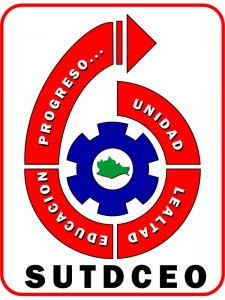 PROGRESO...
UNIDAD
LEALTAD
EDUCACION
SUTDCEO